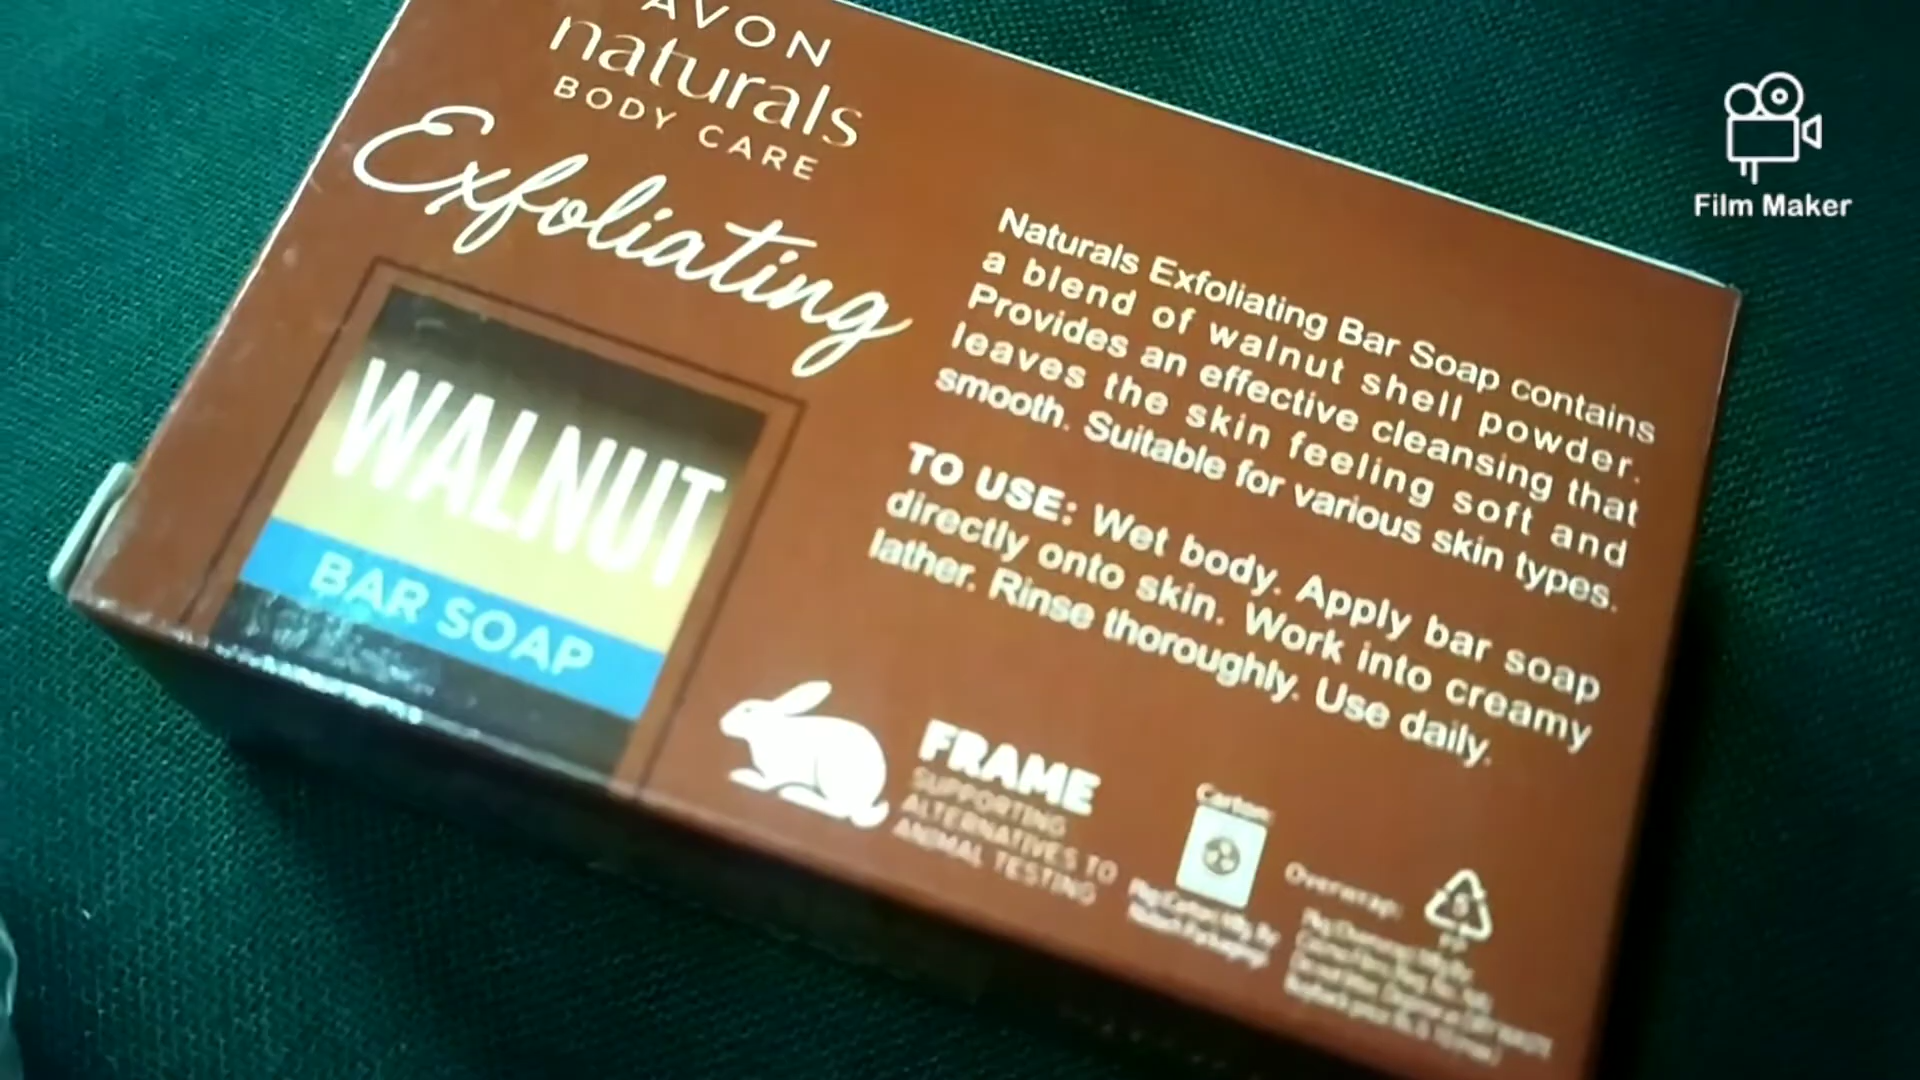 AVON
naturals
BODY CARE
Exfoliating
WALNUT
BAR SOAP
Naturals Exfoliating Bar Soap contains
a blend of walnut shell powder.
Provides an effective cleansing that
leaves the skin feeling soft and
smooth. Suitable for various skin types.
TO USE: Wet body. Apply bar soap
directly onto skin. Work into creamy
lather. Rinse thoroughly. Use daily.
FRAME
SUPPORTING
ALTERNATIVES TO
ANIMAL TESTING
Carton:
Overwrap:
5
PP
Film Maker